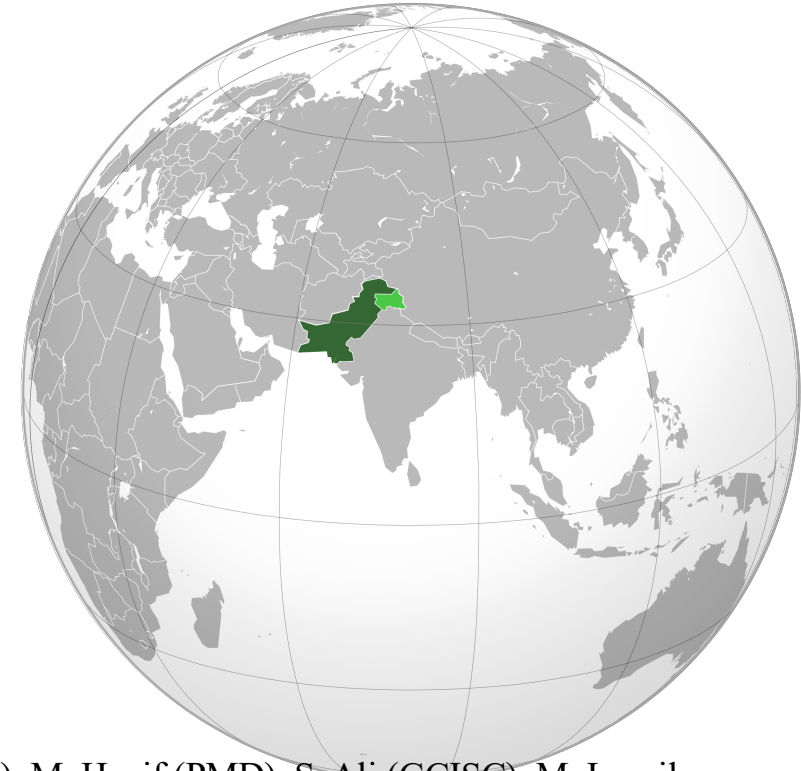 ), M. Hanif (PMD), S. Ali (GCISC), M. Ismail